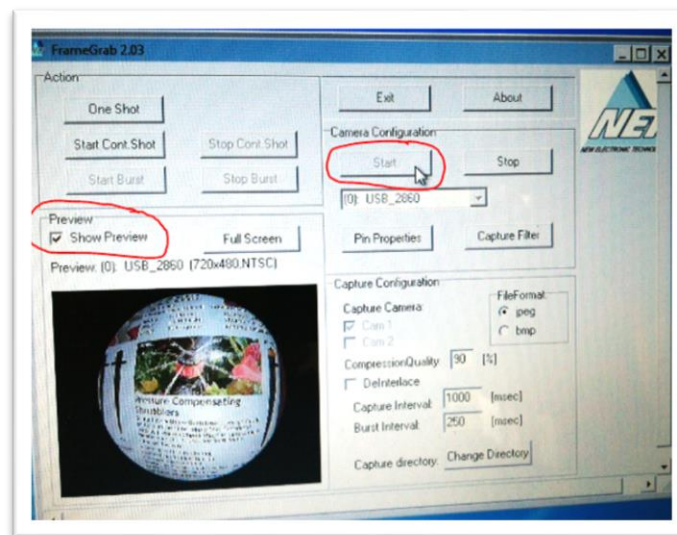 FrameGrab 2.03
Action
One Shot
Start Cont.Shot
Stop Cont.Shot
Start Burst
Stop Burst
Exit
About
NET
Camera Configuration
Start
Stop
(0): USB_2860
Pin Properties
Capture Filter
Preview
Show Preview
Full Screen
Preview: (0): USB_2860 (720x480,NTSC)
Pressure Compensating
Shrubblers
Capture Configuration
Capture Camera:
Cam 1
Cam 2
FileFormat
jpeg
bmp
CompressionQuality 90 [%]
DeInterlace
Capture Interval: 1000 [msec]
Burst Interval: 250 [msec]
Capture directory: Change Directory